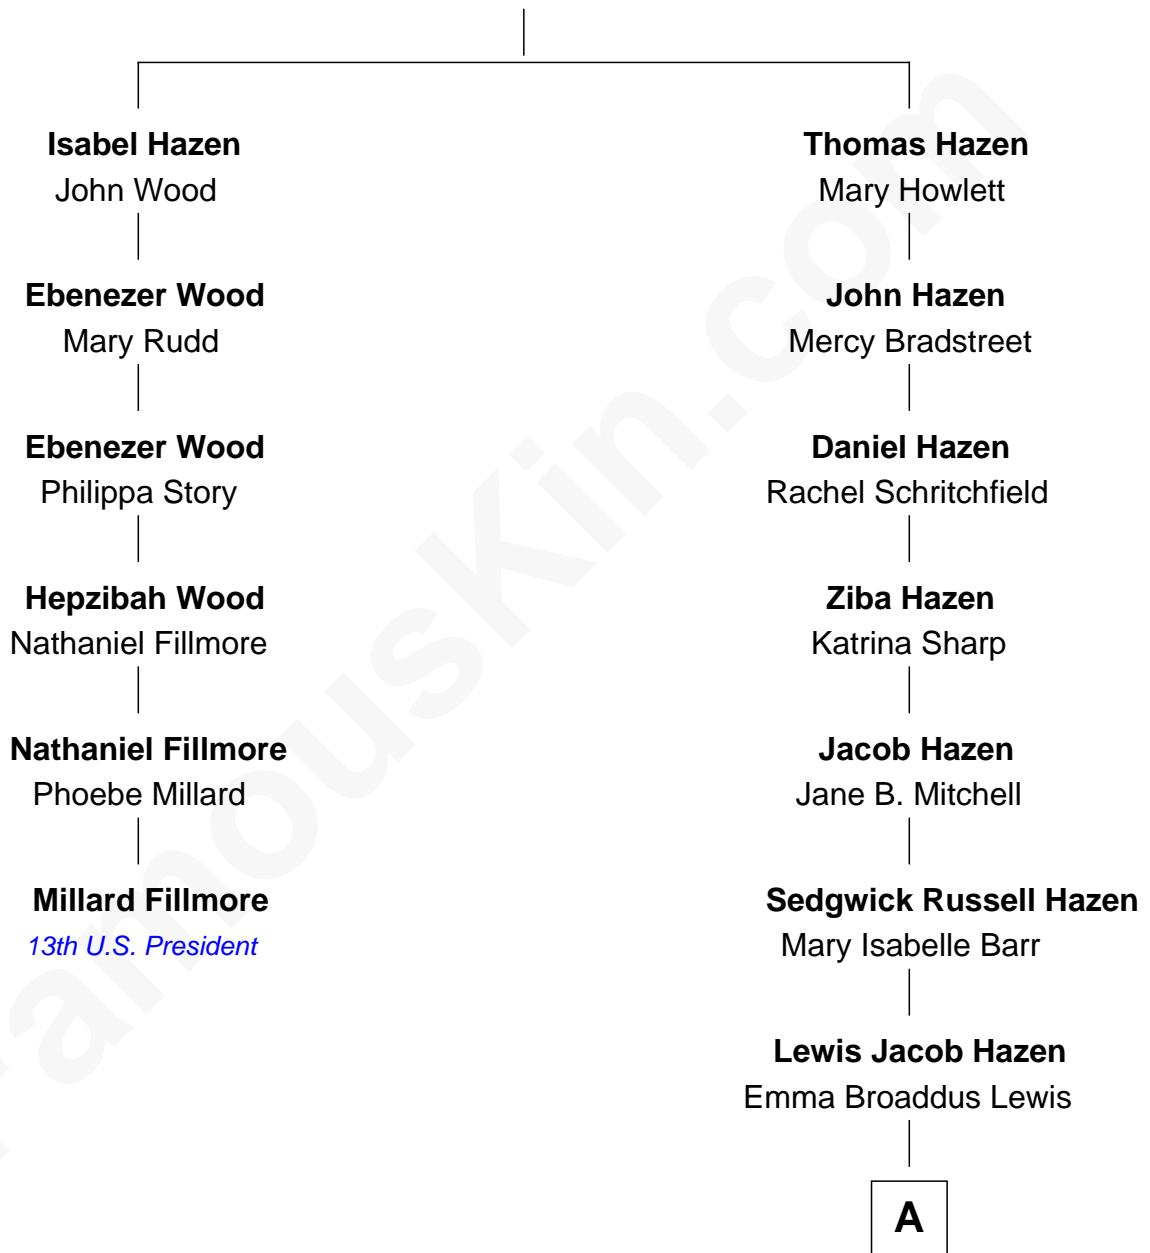 Isabel Hazen
John Wood
Thomas Hazen
Mary Howlett
Ebenezer Wood
Mary Rudd
John Hazen
Mercy Bradstreet
Ebenezer Wood
Philippa Story
Daniel Hazen
Rachel Schritchfield
Hepzibah Wood
Nathaniel Fillmore
Ziba Hazen
Katrina Sharp
Nathaniel Fillmore
Phoebe Millard
Jacob Hazen
Jane B. Mitchell
Millard Fillmore
13th U.S. President
Sedgwick Russell Hazen
Mary Isabelle Barr
Lewis Jacob Hazen
Emma Broaddus Lewis
A
FamousKin.com